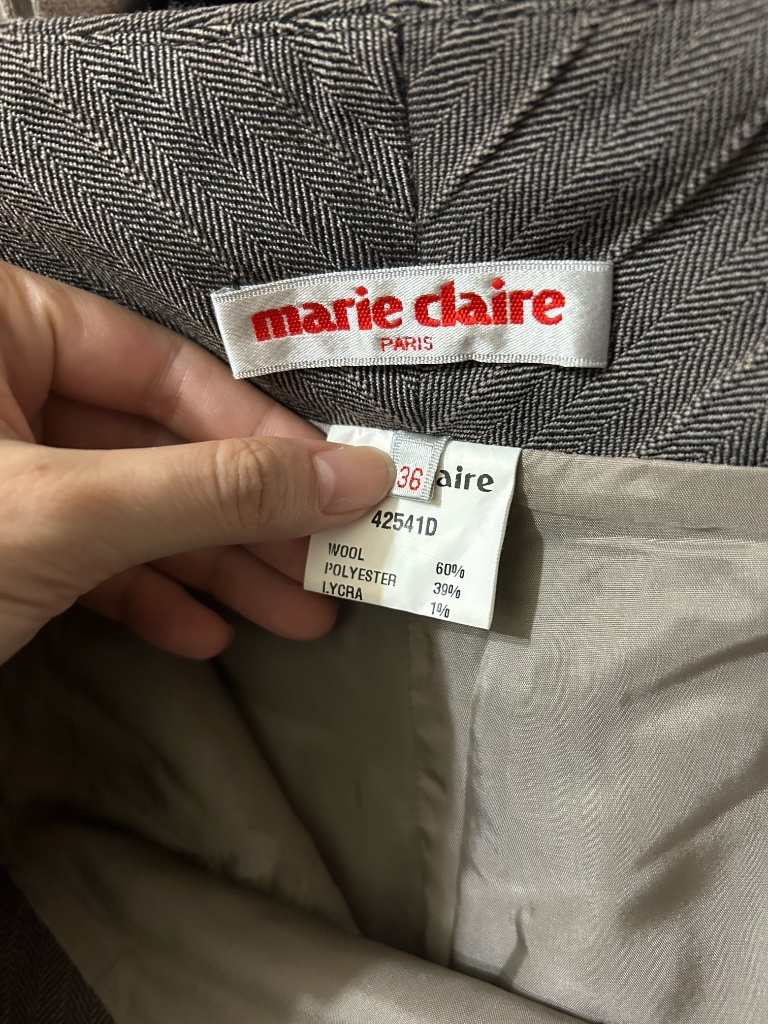 marie claire
PARIS
36
aire
42541D
WOOL 60%
POLYESTER 39%
LYCRA 1%